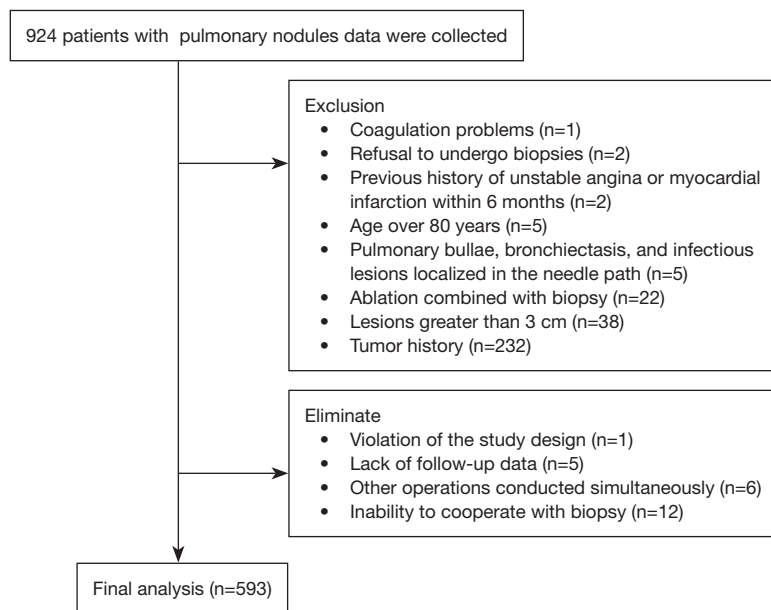 924 patients with pulmonary nodules data were collected
Exclusion
• Coagulation problems (n=1)
• Refusal to undergo biopsies (n=2)
• Previous history of unstable angina or myocardial
infarction within 6 months (n=2)
• Age over 80 years (n=5)
• Pulmonary bullae, bronchiectasis, and infectious
lesions localized in the needle path (n=5)
• Ablation combined with biopsy (n=22)
• Lesions greater than 3 cm (n=38)
• Tumor history (n=232)
Eliminate
• Violation of the study design (n=1)
• Lack of follow-up data (n=5)
• Other operations conducted simultaneously (n=6)
• Inability to cooperate with biopsy (n=12)
Final analysis (n=593)